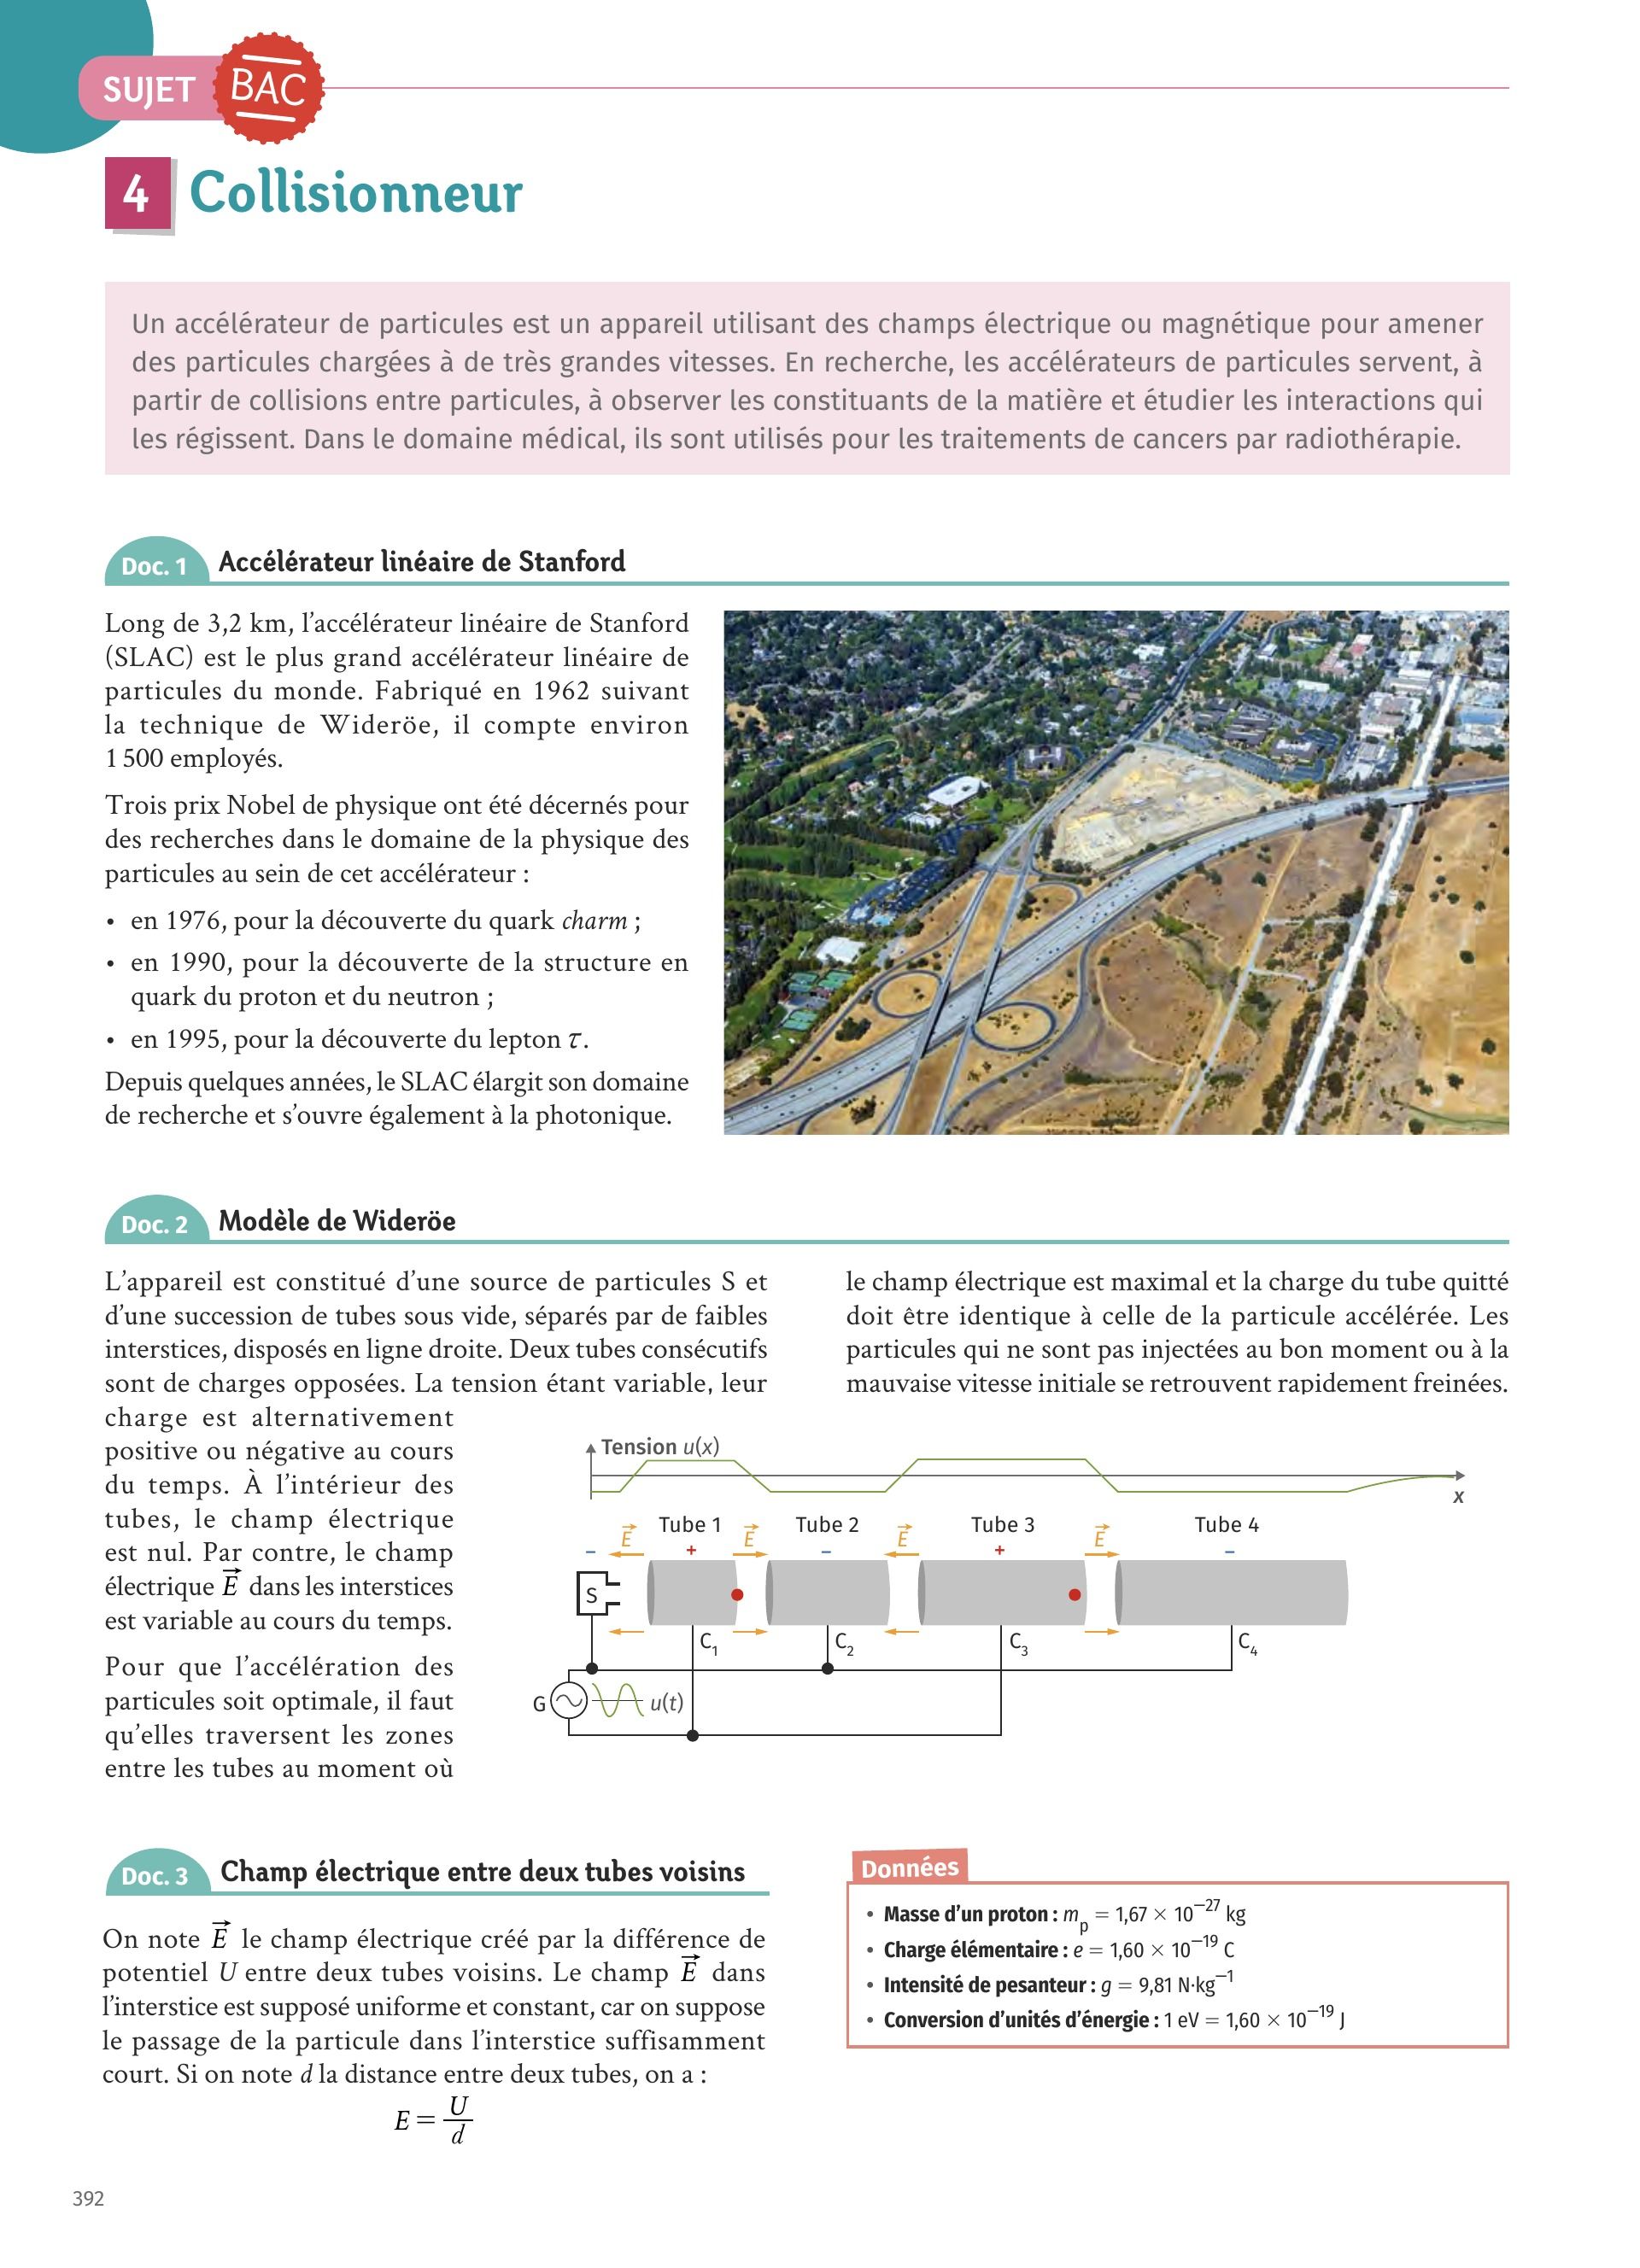 SUJET BAC
4 Collisionneur
Un accélérateur de particules est un appareil utilisant des champs électrique ou magnétique pour amener
des particules chargées à de très grandes vitesses. En recherche, les accélérateurs de particules servent, à
partir de collisions entre particules, à observer les constituants de la matière et étudier les interactions qui
les régissent. Dans le domaine médical, ils sont utilisés pour les traitements de cancers par radiothérapie.
Doc. 1 Accélérateur linéaire de Stanford
Long de 3,2 km, l’accélérateur linéaire de Stanford
(SLAC) est le plus grand accélérateur linéaire de
particules du monde. Fabriqué en 1962 suivant
la technique de Wideröe, il compte environ
1 500 employés.
Trois prix Nobel de physique ont été décernés pour
des recherches dans le domaine de la physique des
particules au sein de cet accélérateur :
• en 1976, pour la découverte du quark charm ;
• en 1990, pour la découverte de la structure en
quark du proton et du neutron ;
• en 1995, pour la découverte du lepton τ.
Depuis quelques années, le SLAC élargit son domaine
de recherche et s’ouvre également à la photonique.
Doc. 2 Modèle de Wideröe
L’appareil est constitué d’une source de particules S et
d’une succession de tubes sous vide, séparés par de faibles
interstices, disposés en ligne droite. Deux tubes consécutifs
sont de charges opposées. La tension étant variable, leur
charge est alternativement
positive ou négative au cours
du temps. À l’intérieur des
tubes, le champ électrique
est nul. Par contre, le champ
électrique E⃗ dans les interstices
est variable au cours du temps.
Pour que l’accélération des
particules soit optimale, il faut
qu’elles traversent les zones
entre les tubes au moment où
le champ électrique est maximal et la charge du tube quitté
doit être identique à celle de la particule accélérée. Les
particules qui ne sont pas injectées au bon moment ou à la
mauvaise vitesse initiale se retrouvent rapidement freinées.
Tension u(x)
x
E⃗ Tube 1 E⃗ Tube 2 E⃗ Tube 3 E⃗ Tube 4
– + – + –
S
C₁ C₂ C₃ C₄
G u(t)
Doc. 3 Champ électrique entre deux tubes voisins
On note E⃗ le champ électrique créé par la différence de
potentiel U entre deux tubes voisins. Le champ E⃗ dans
l’interstice est supposé uniforme et constant, car on suppose
le passage de la particule dans l’interstice suffisamment
court. Si on note d la distance entre deux tubes, on a :
E = U/d
Données
• Masse d’un proton : mₚ = 1,67 × 10⁻²⁷ kg
• Charge élémentaire : e = 1,60 × 10⁻¹⁹ C
• Intensité de pesanteur : g = 9,81 N·kg⁻¹
• Conversion d’unités d’énergie : 1 eV = 1,60 × 10⁻¹⁹ J
392